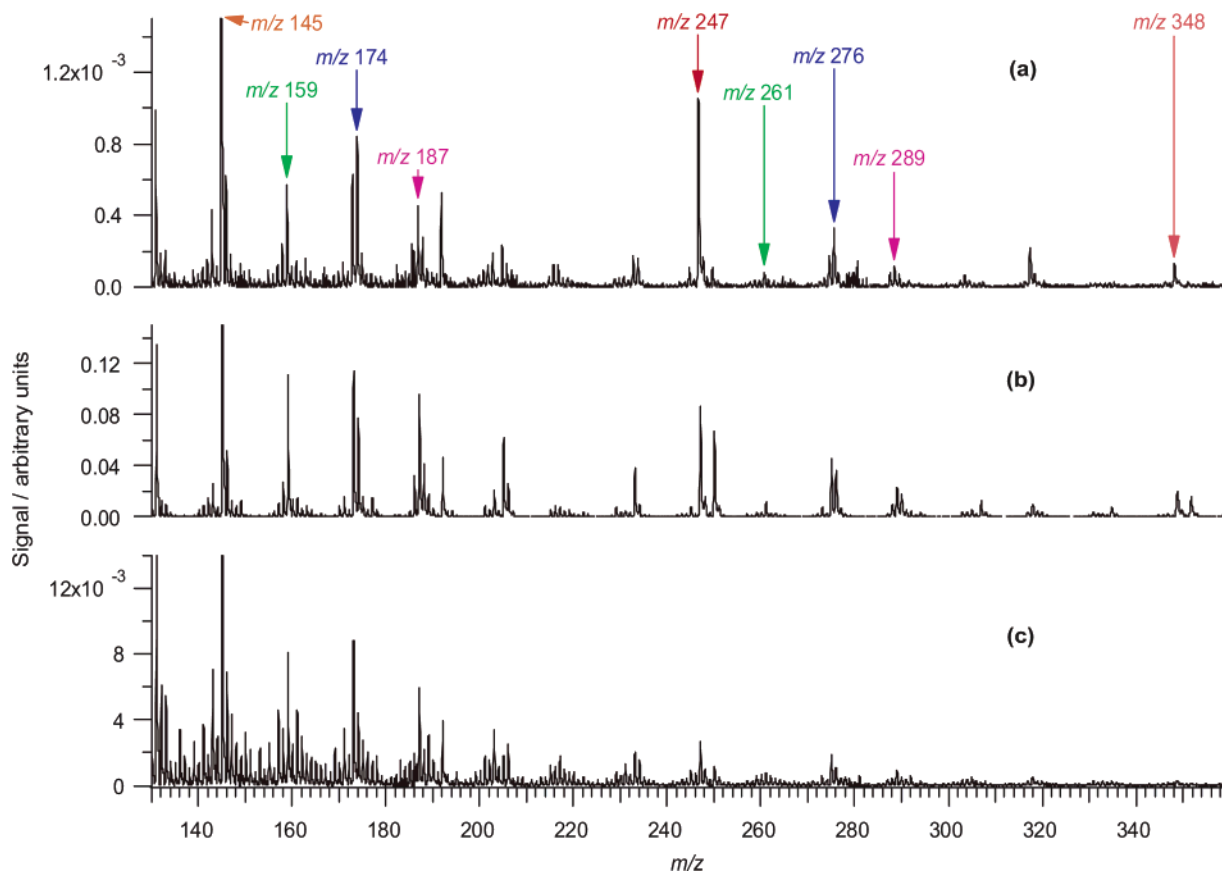 m/z 145
m/z 247
m/z 348
m/z 174
m/z 276
(a)
1.2x10 -3
m/z 159
m/z 261
0.8
m/z 187
m/z 289
0.4
0.0
(b)
0.12
0.08
0.04
0.00
Signal / arbitrary units
12x10 -3
(c)
8
4
0
140 160 180 200 220 240 260 280 300 320 340
m/z